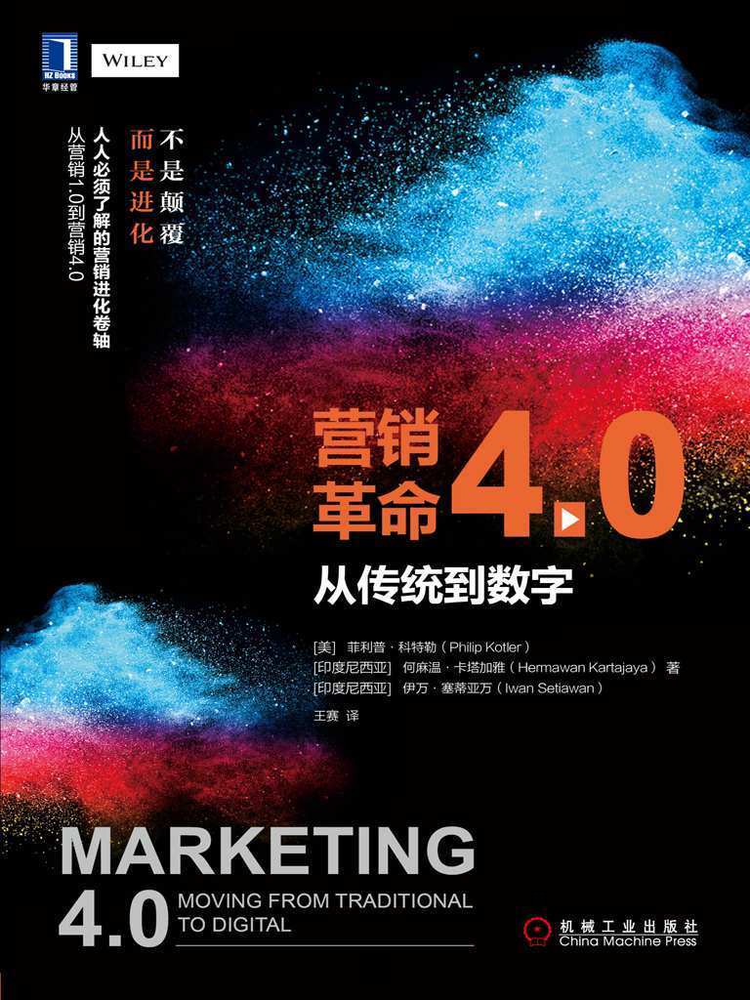 HZ Books
华章经管
WILEY
不是颠覆
而是进化
人人必须了解的营销进化卷轴
从营销1.0到营销4.0
营销
革命
4.0
从传统到数字
[美] 菲利普·科特勒（Philip Kotler）
[印度尼西亚] 何麻温·卡塔加雅（Hermawan Kartajaya） 著
[印度尼西亚] 伊万·塞蒂亚万（Iwan Setiawan）
王赛 译
MARKETING
4.0
MOVING FROM TRADITIONAL
TO DIGITAL
机械工业出版社
China Machine Press